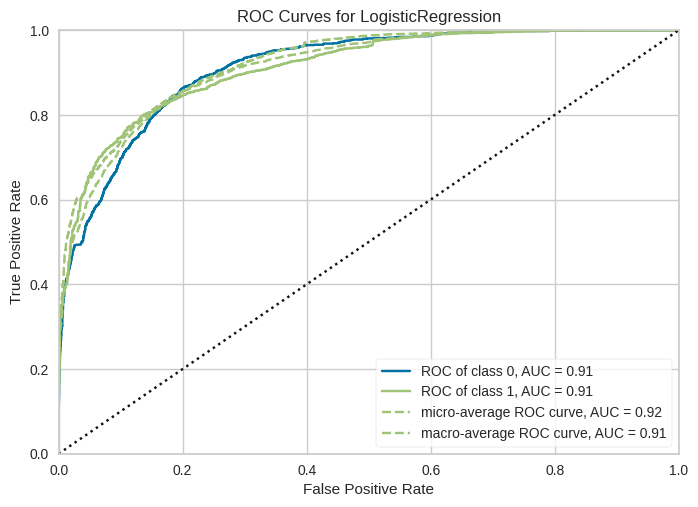 ROC Curves for LogisticRegression
True Positive Rate
1.0
0.8
0.6
0.4
0.2
0.0
ROC of class 0, AUC = 0.91
ROC of class 1, AUC = 0.91
micro-average ROC curve, AUC = 0.92
macro-average ROC curve, AUC = 0.91
0.0 0.2 0.4 0.6 0.8 1.0
False Positive Rate